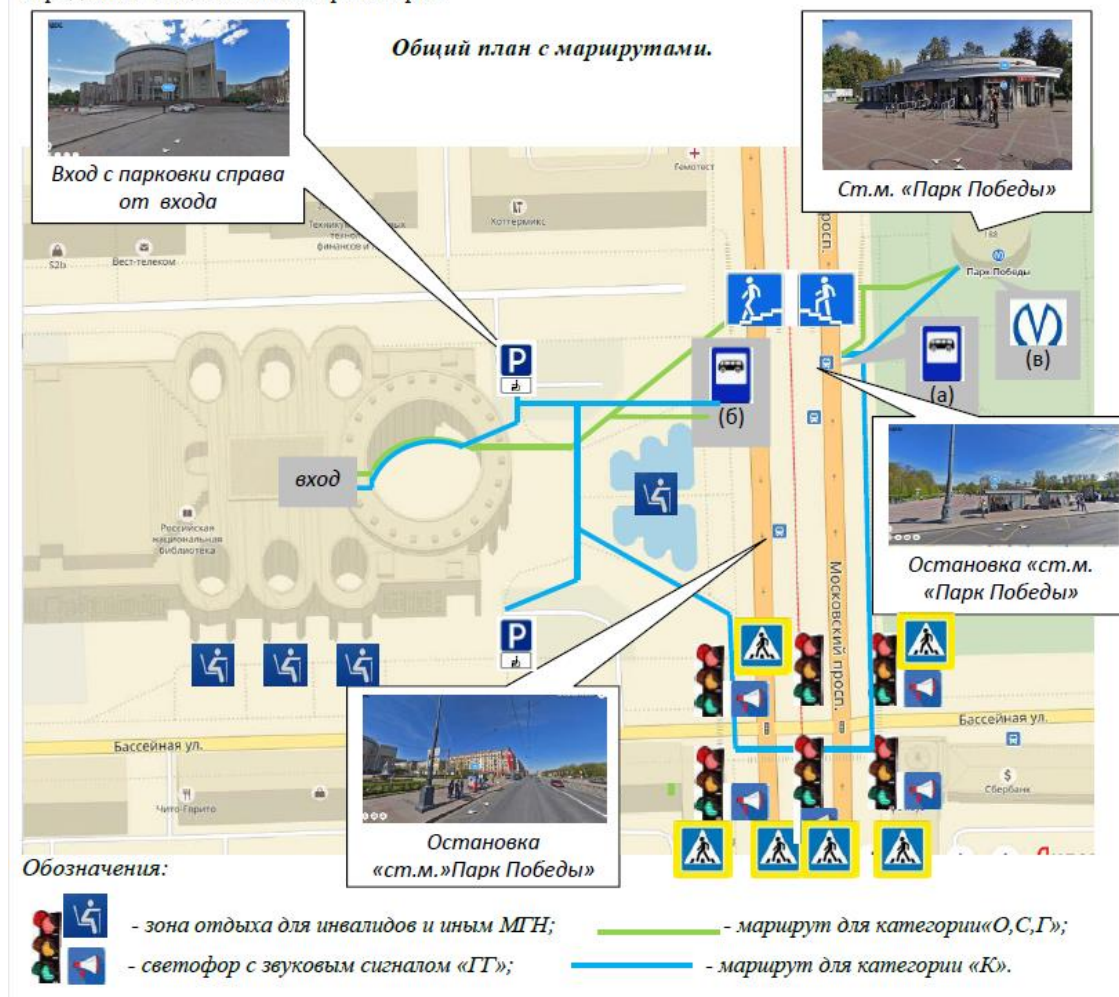 Общий план с маршрутами.
Вход с парковки справа
от входа
Ст.м. «Парк Победы»
Гемотест
Хоттермикс
52b
Вест-телеком
просп.
Парк Победы
P
(в)
(а)
(б)
вход
Российская
национальная
библиотека
Остановка «ст.м.
«Парк Победы»
P
Московский просп.
Бассейная ул.
Бассейная ул.
Чито-Гврито
Сбербанк
Остановка
«ст.м.»Парк Победы»
Обозначения:
- зона отдыха для инвалидов и иным МГН;
- маршрут для категории«О,С,Г»;
- светофор с звуковым сигналом «ГГ»;
- маршрут для категории «К».